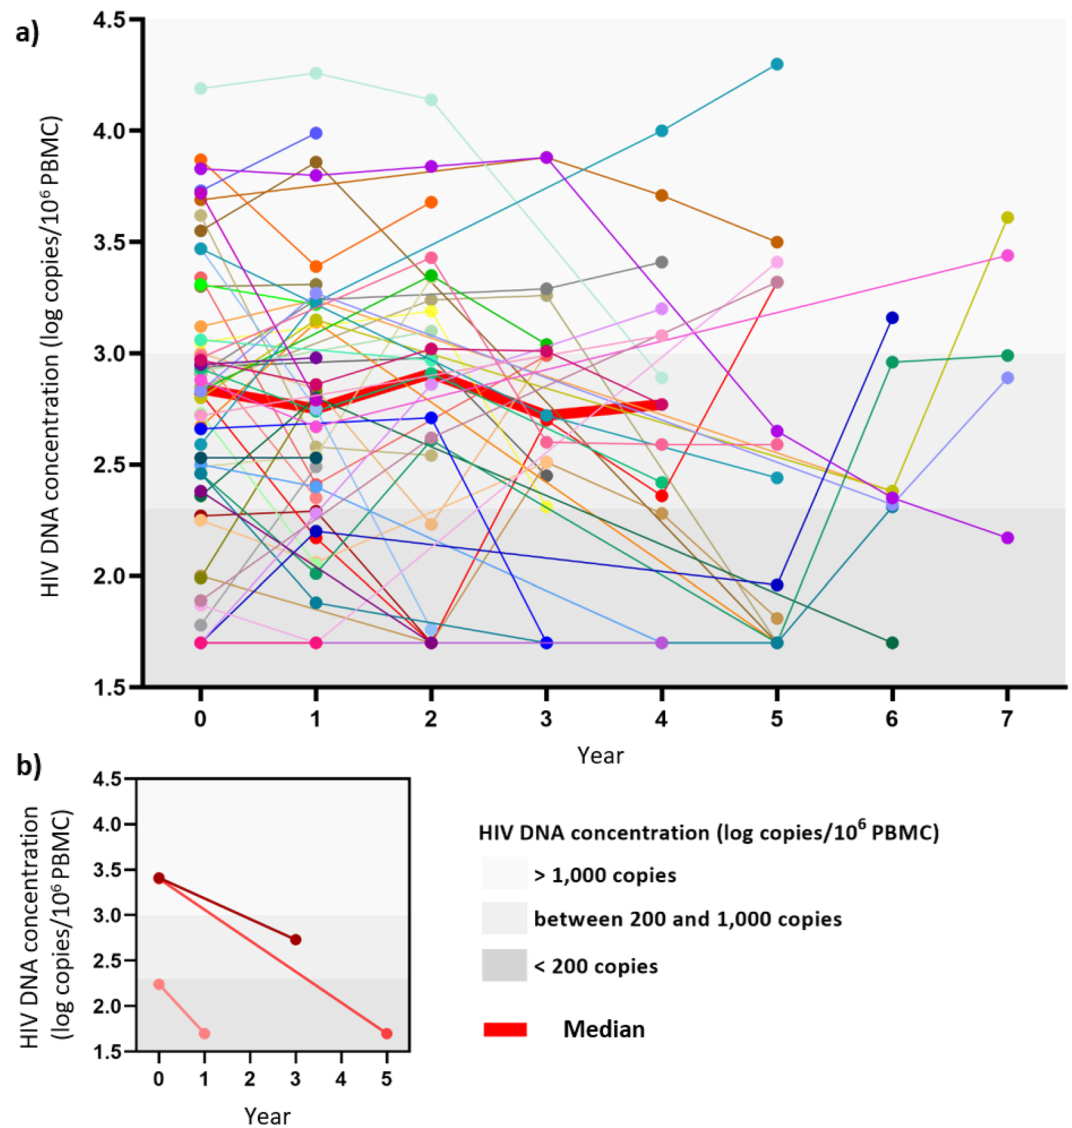 a)
HIV DNA concentration (log copies/10⁶ PBMC)
4.5
4.0
3.5
3.0
2.5
2.0
1.5
0 1 2 3 4 5 6 7
Year
b)
HIV DNA concentration
(log copies/10⁶ PBMC)
4.5
4.0
3.5
3.0
2.5
2.0
1.5
0 1 2 3 4 5
Year
HIV DNA concentration (log copies/10⁶ PBMC)
> 1,000 copies
between 200 and 1,000 copies
< 200 copies
Median